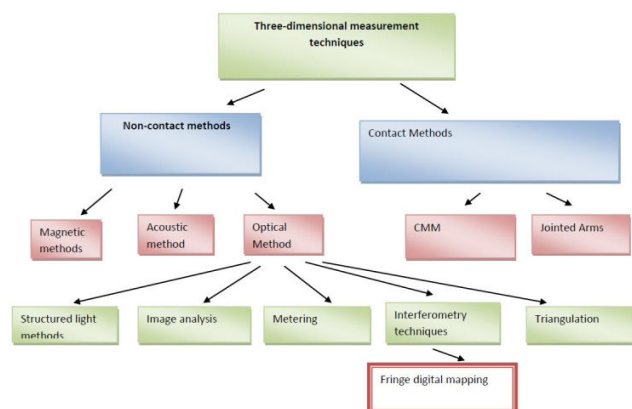 Three-dimensional measurement
techniques
Non-contact methods
Contact Methods
Magnetic
methods
Acoustic
method
Optical
Method
CMM
Jointed Arms
Structured light
methods
Image analysis
Metering
Interferometry
techniques
Triangulation
Fringe digital mapping